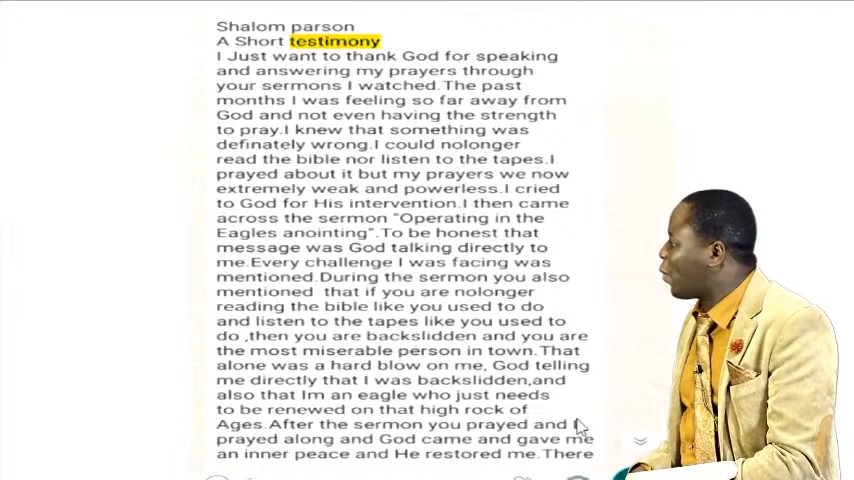 Shalom parson
A Short testimony
I Just want to thank God for speaking
and answering my prayers through
your sermons I watched.The past
months I was feeling so far away from
God and not even having the strength
to pray.I knew that something was
definately wrong.I could nolonger
read the bible nor listen to the tapes.I
prayed about it but my prayers we now
extremely weak and powerless.I cried
to God for His intervention.I then came
across the sermon "Operating in the
Eagles anointing".To be honest that
message was God talking directly to
me.Every challenge I was facing was
mentioned.During the sermon you also
mentioned that if you are nolonger
reading the bible like you used to do
and listen to the tapes like you used to
do ,then you are backslidden and you are
the most miserable person in town.That
alone was a hard blow on me, God telling
me directly that I was backslidden,and
also that Im an eagle who just needs
to be renewed on that high rock of
Ages.After the sermon you prayed and I
prayed along and God came and gave me
an inner peace and He restored me.There